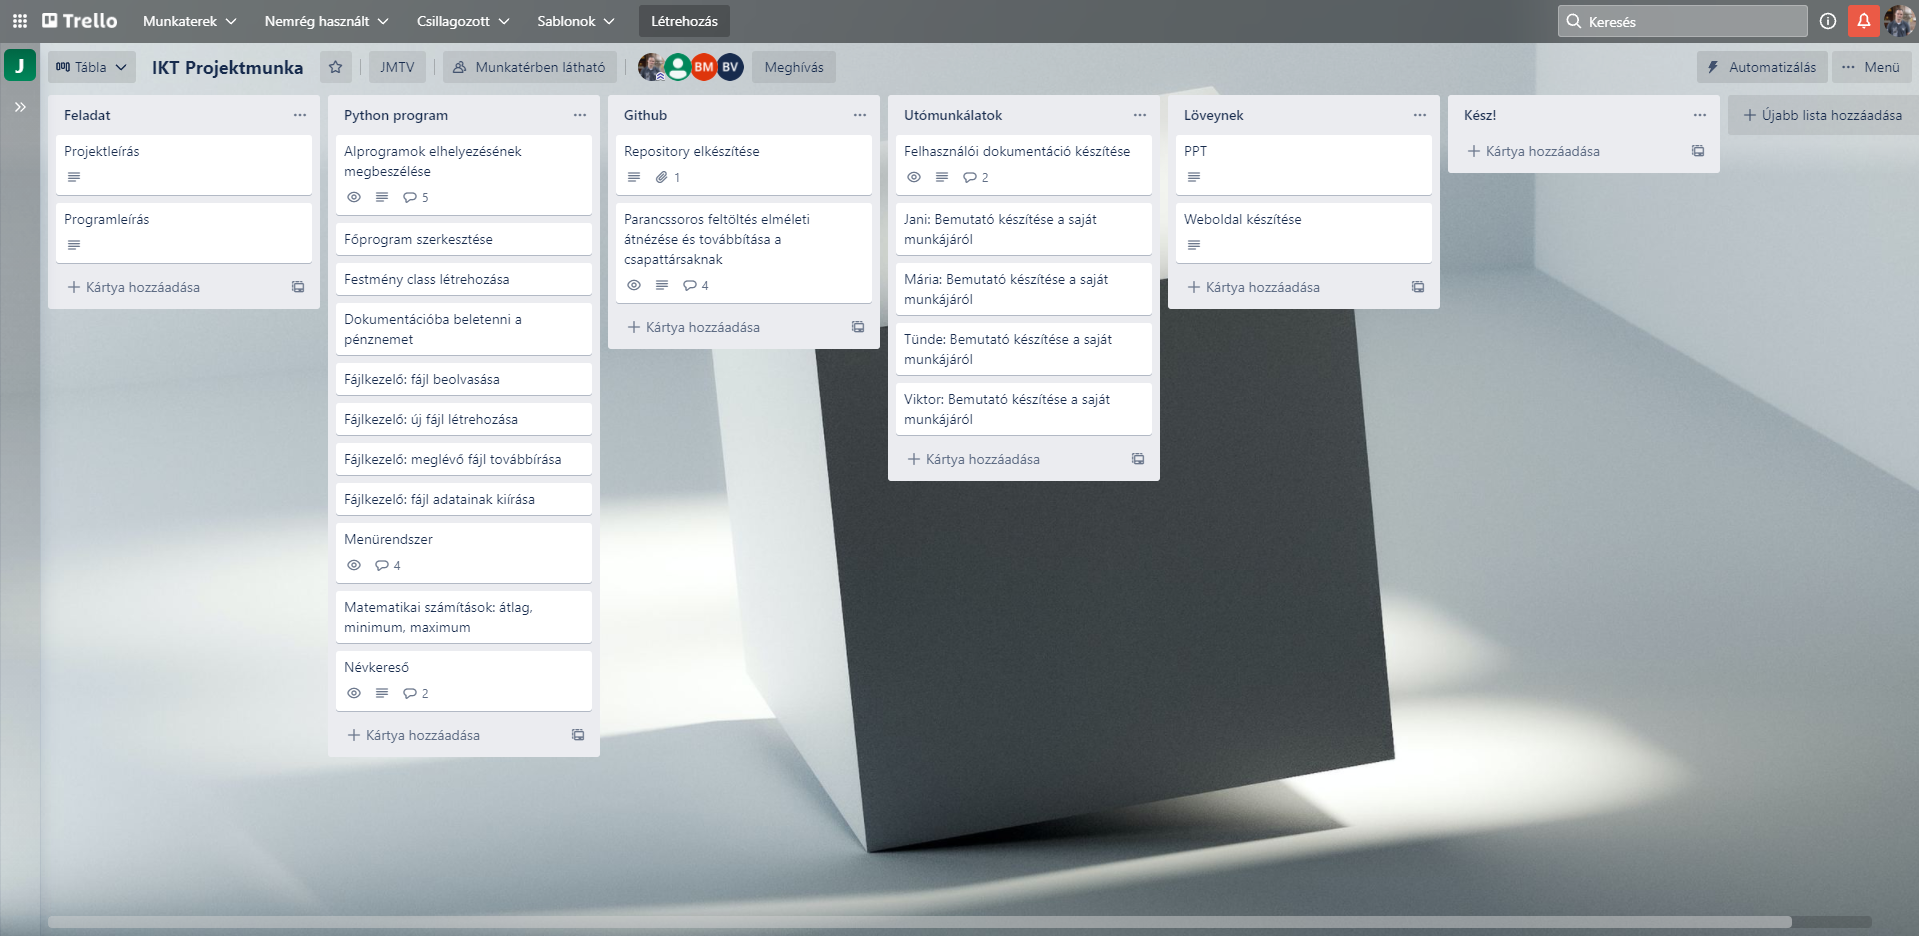 Trello Munkaterek Nemrég használt Csillagozott Sablonok Létrehozás Keresés
J Tábla IKT Projektmunka JMTV Munkatérben látható BM BV Meghívás Automatizálás Menü
Feladat
Projektleírás
Programleírás
Kártya hozzáadása
Python program
Alprogramok elhelyezésének
megbeszélése
5
Főprogram szerkesztése
Festmény class létrehozása
Dokumentációba beletenni a
pénznemet
Fájlkezelő: fájl beolvasása
Fájlkezelő: új fájl létrehozása
Fájlkezelő: meglévő fájl továbbírása
Fájlkezelő: fájl adatainak kiírása
Menürendszer
4
Matematikai számítások: átlag,
minimum, maximum
Névkereső
2
Kártya hozzáadása
Github
Repository elkészítése
1
Parancssoros feltöltés elméleti
átnézése és továbbítása a
csapattársaknak
4
Kártya hozzáadása
Utómunkálatok
Felhasználói dokumentáció készítése
2
Jani: Bemutató készítése a saját
munkájáról
Mária: Bemutató készítése a saját
munkájáról
Tünde: Bemutató készítése a saját
munkájáról
Viktor: Bemutató készítése a saját
munkájáról
Kártya hozzáadása
Löveynek
PPT
Weboldal készítése
Kártya hozzáadása
Kész!
Kártya hozzáadása
Újabb lista hozzáadása